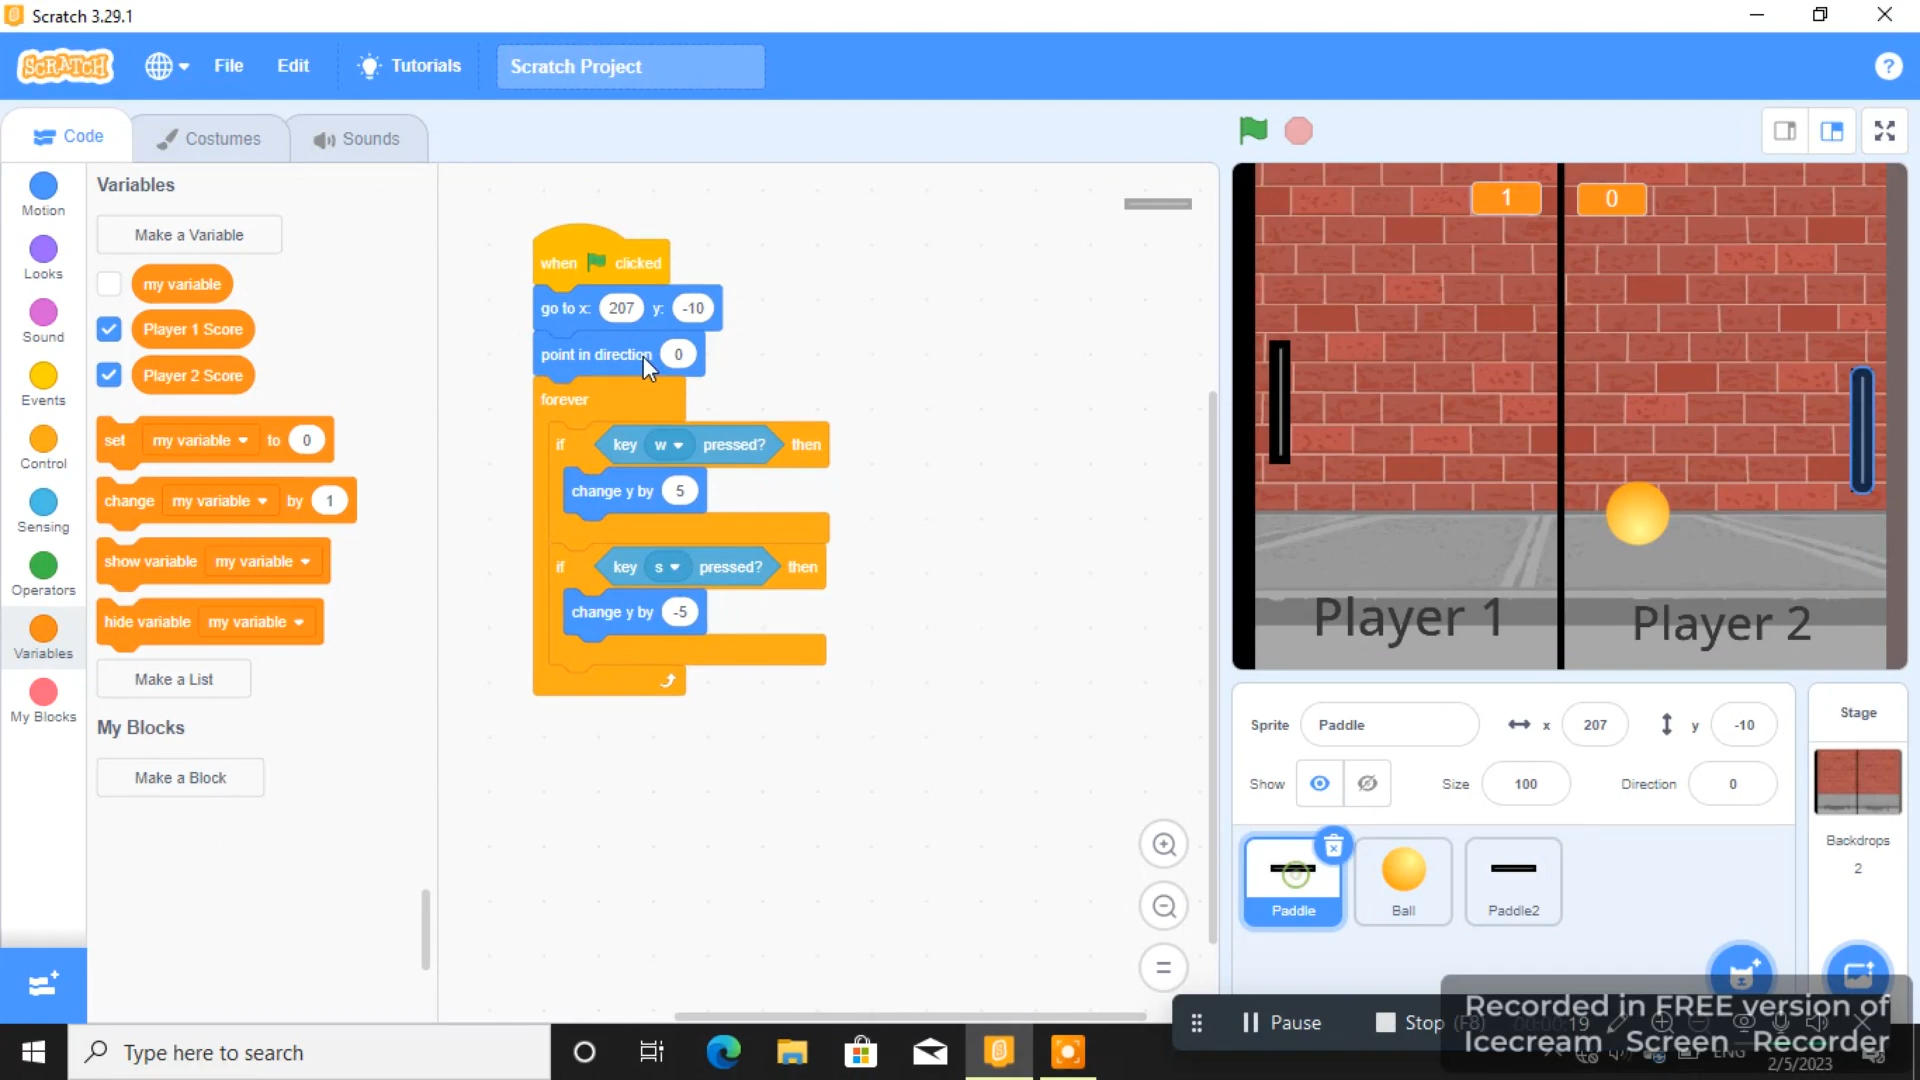 Scratch 3.29.1
SCRATCH
File
Edit
Tutorials
Scratch Project
?
Code
Costumes
Sounds
Motion
Looks
Sound
Events
Control
Sensing
Operators
Variables
My Blocks
Variables
Make a Variable
my variable
Player 1 Score
Player 2 Score
set my variable to 0
change my variable by 1
show variable my variable
hide variable my variable
Make a List
My Blocks
Make a Block
when clicked
go to x: 207 y: -10
point in direction 0
forever
if key w pressed? then
change y by 5
if key s pressed? then
change y by -5
1
0
Player 1
Player 2
Sprite Paddle x 207 y -10
Show Size 100 Direction 0
Paddle
Ball
Paddle2
Stage
Backdrops
2
Pause
Stop (F8)
Recorded in FREE version of
Icecream Screen Recorder
Type here to search
ENG
2/5/2023